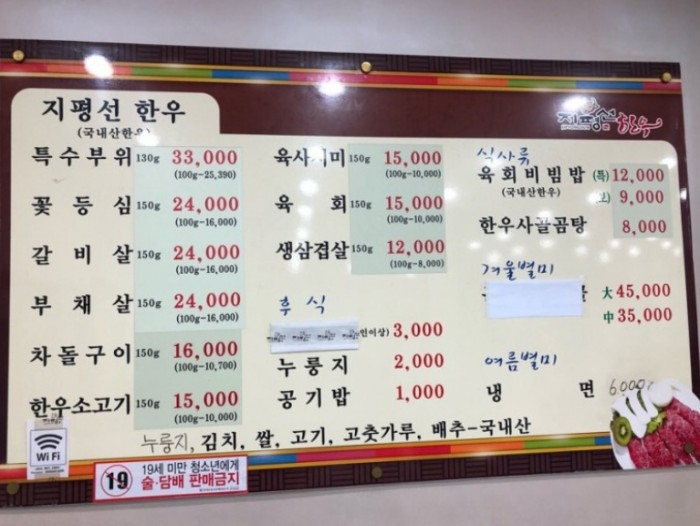 지평선 한우
(국내산한우)
특수부위 130g 33,000
(100g-25,390)
꽃등심 150g 24,000
(100g-16,000)
갈비살 150g 24,000
(100g-16,000)
부채살 150g 24,000
(100g-16,000)
차돌구이 150g 16,000
(100g-10,700)
한우소고기 150g 15,000
(100g-10,000)
육사시미 150g 15,000
(100g-10,000)
육회 150g 15,000
(100g-10,000)
생삼겹살 150g 12,000
(100g-8,000)
후식
인이상) 3,000
누룽지 2,000
공기밥 1,000
지평선 한우
식사류
육회비빔밥 (특) 12,000
(국내산한우) (보) 9,000
한우사골곰탕 8,000
겨울별미
大 45,000
中 35,000
여름별미
냉면 6,000
누룽지, 김치, 쌀, 고기, 고춧가루, 배추-국내산
WiFi
19
19세 미만 청소년에게
술·담배 판매금지